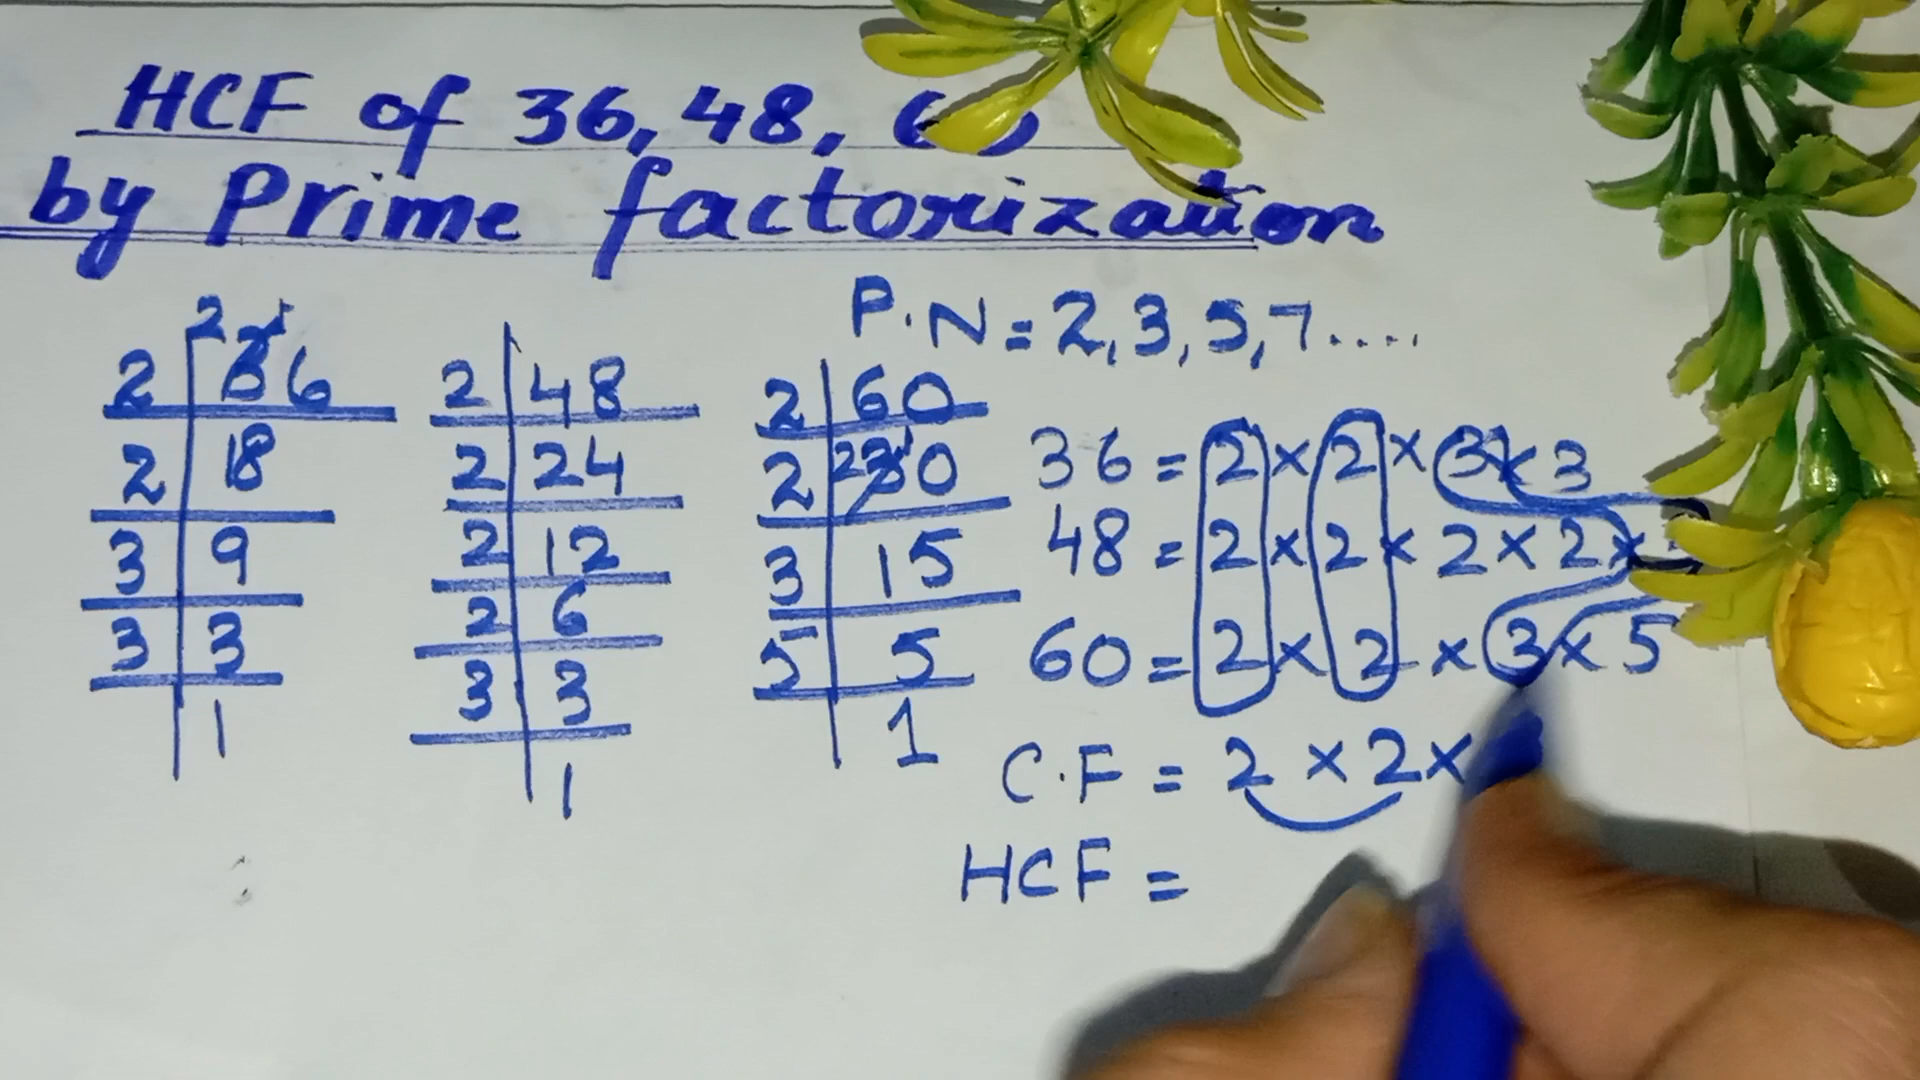 HCF of 36, 48,
by Prime factorization
P.N = 2, 3, 5, 7....
2 36
2 18
3 9
3 3
1
2 48
2 24
2 12
2 6
3 3
1
2 60
2 30
3 15
5 5
1
36 = 2 × 2 × 3 × 3
48 = 2 × 2 × 2 × 2 ×
60 = 2 × 2 × 3 × 5
C.F = 2 × 2 ×
HCF =